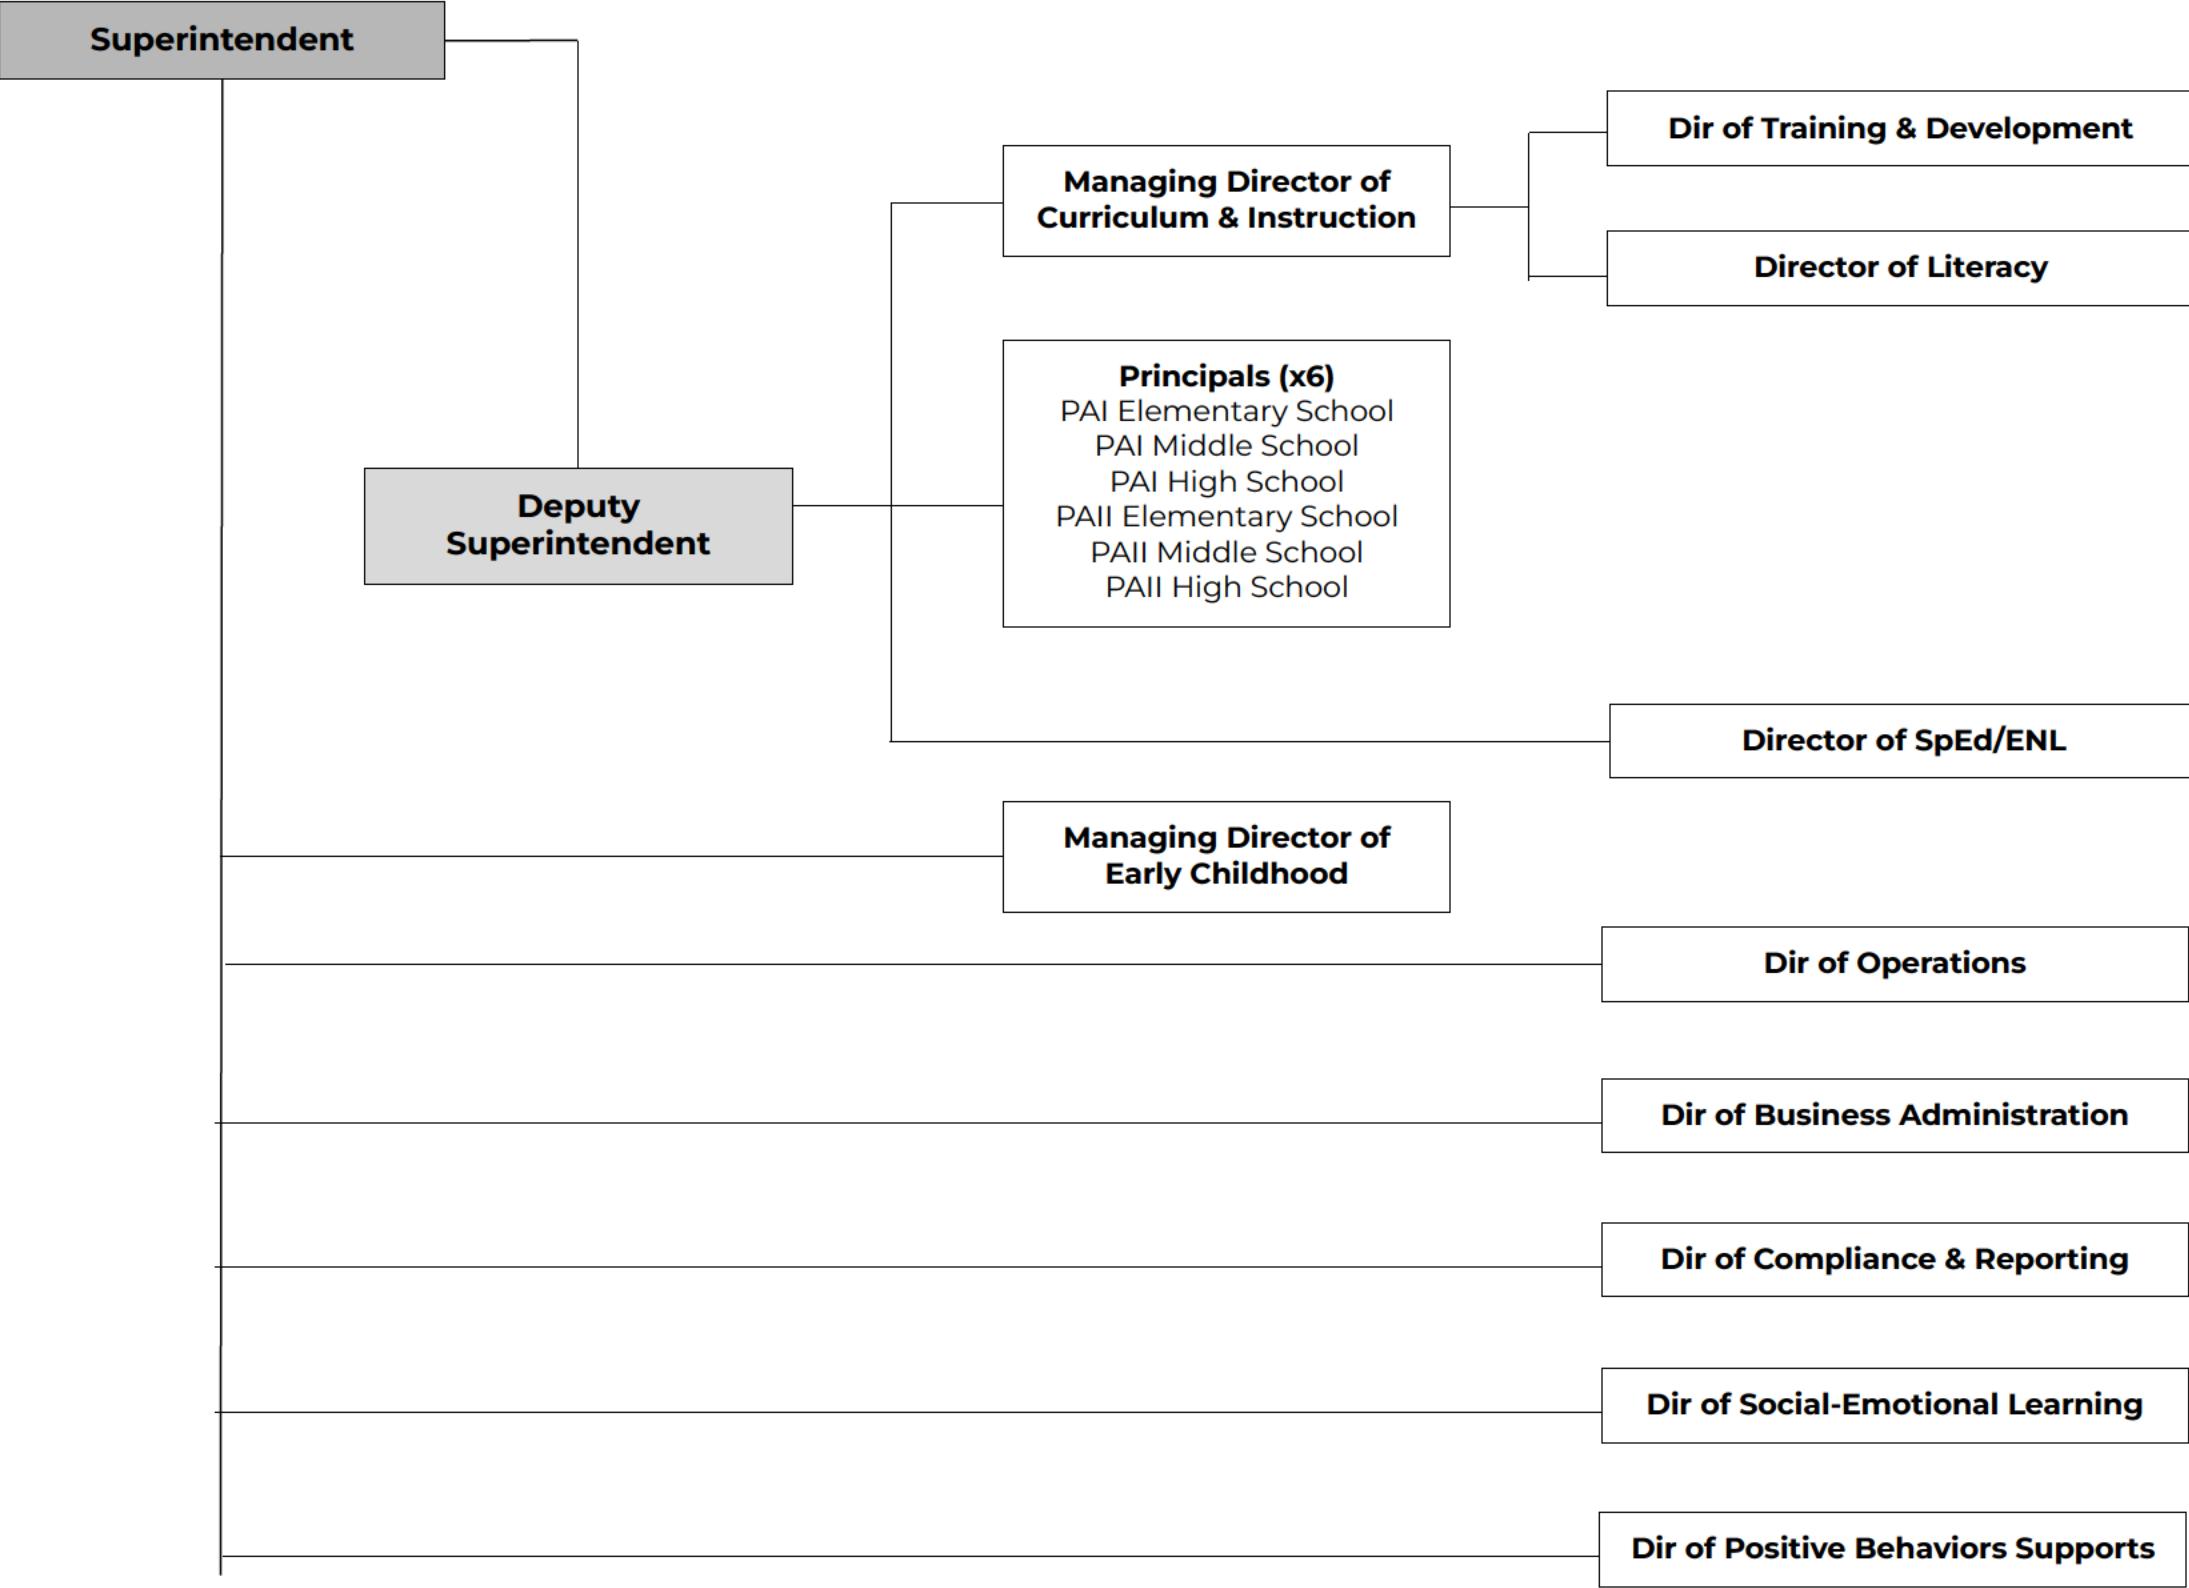 Superintendent
Dir of Training & Development
Managing Director of
Curriculum & Instruction
Director of Literacy
Principals (x6)
PAI Elementary School
PAI Middle School
PAI High School
PAII Elementary School
PAII Middle School
PAII High School
Deputy
Superintendent
Director of SpEd/ENL
Managing Director of
Early Childhood
Dir of Operations
Dir of Business Administration
Dir of Compliance & Reporting
Dir of Social-Emotional Learning
Dir of Positive Behaviors Supports